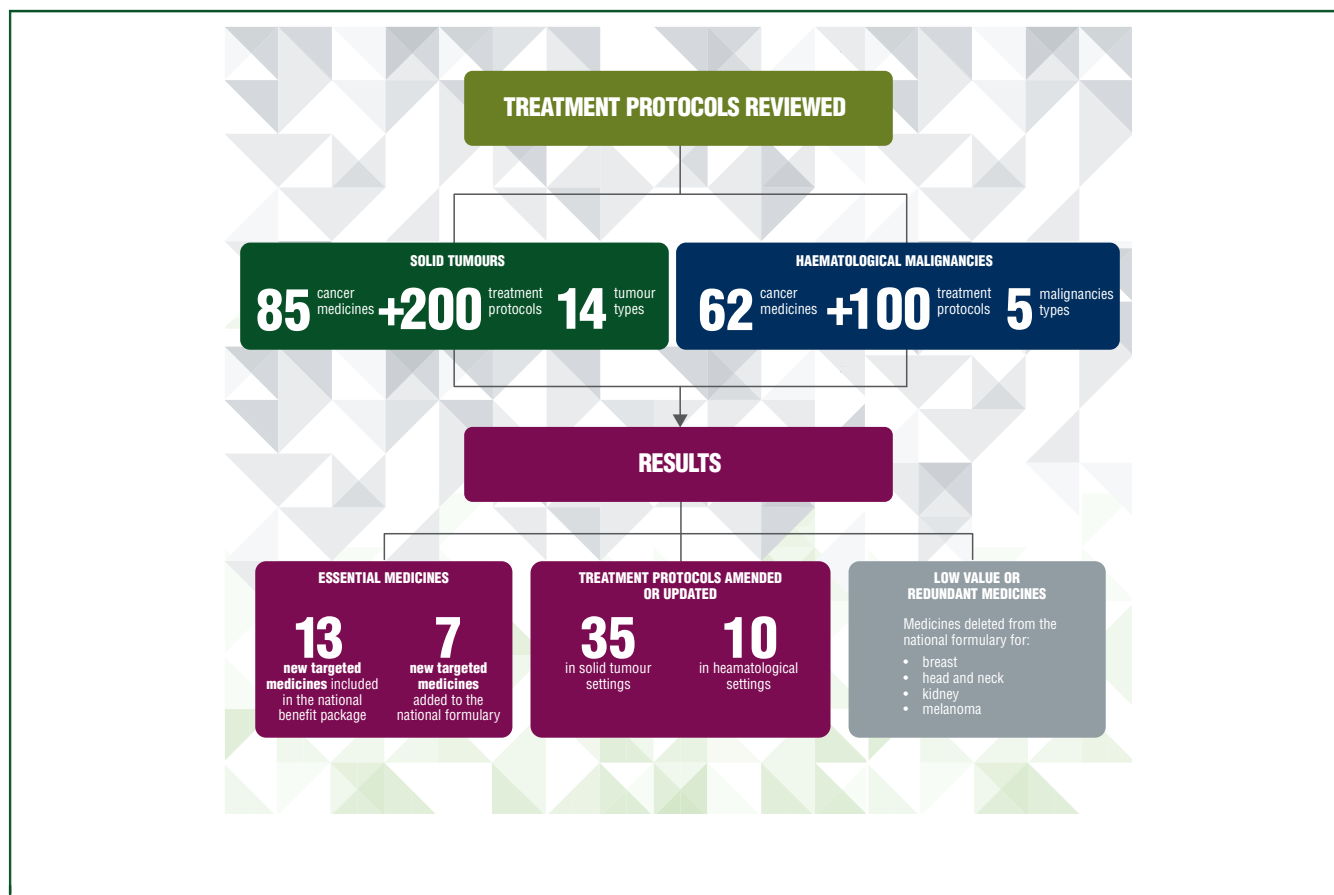 TREATMENT PROTOCOLS REVIEWED
SOLID TUMOURS
85 cancer medicines +200 treatment protocols 14 tumour types
HAEMATOLOGICAL MALIGNANCIES
62 cancer medicines +100 treatment protocols 5 malignancies types
RESULTS
ESSENTIAL MEDICINES
13
new targeted
medicines included
in the national
benefit package
7
new targeted
medicines
added to the
national formulary
TREATMENT PROTOCOLS AMENDED
OR UPDATED
35
in solid tumour
settings
10
in heamatological
settings
LOW VALUE OR
REDUNDANT MEDICINES
Medicines deleted from the
national formulary for:
• breast
• head and neck
• kidney
• melanoma